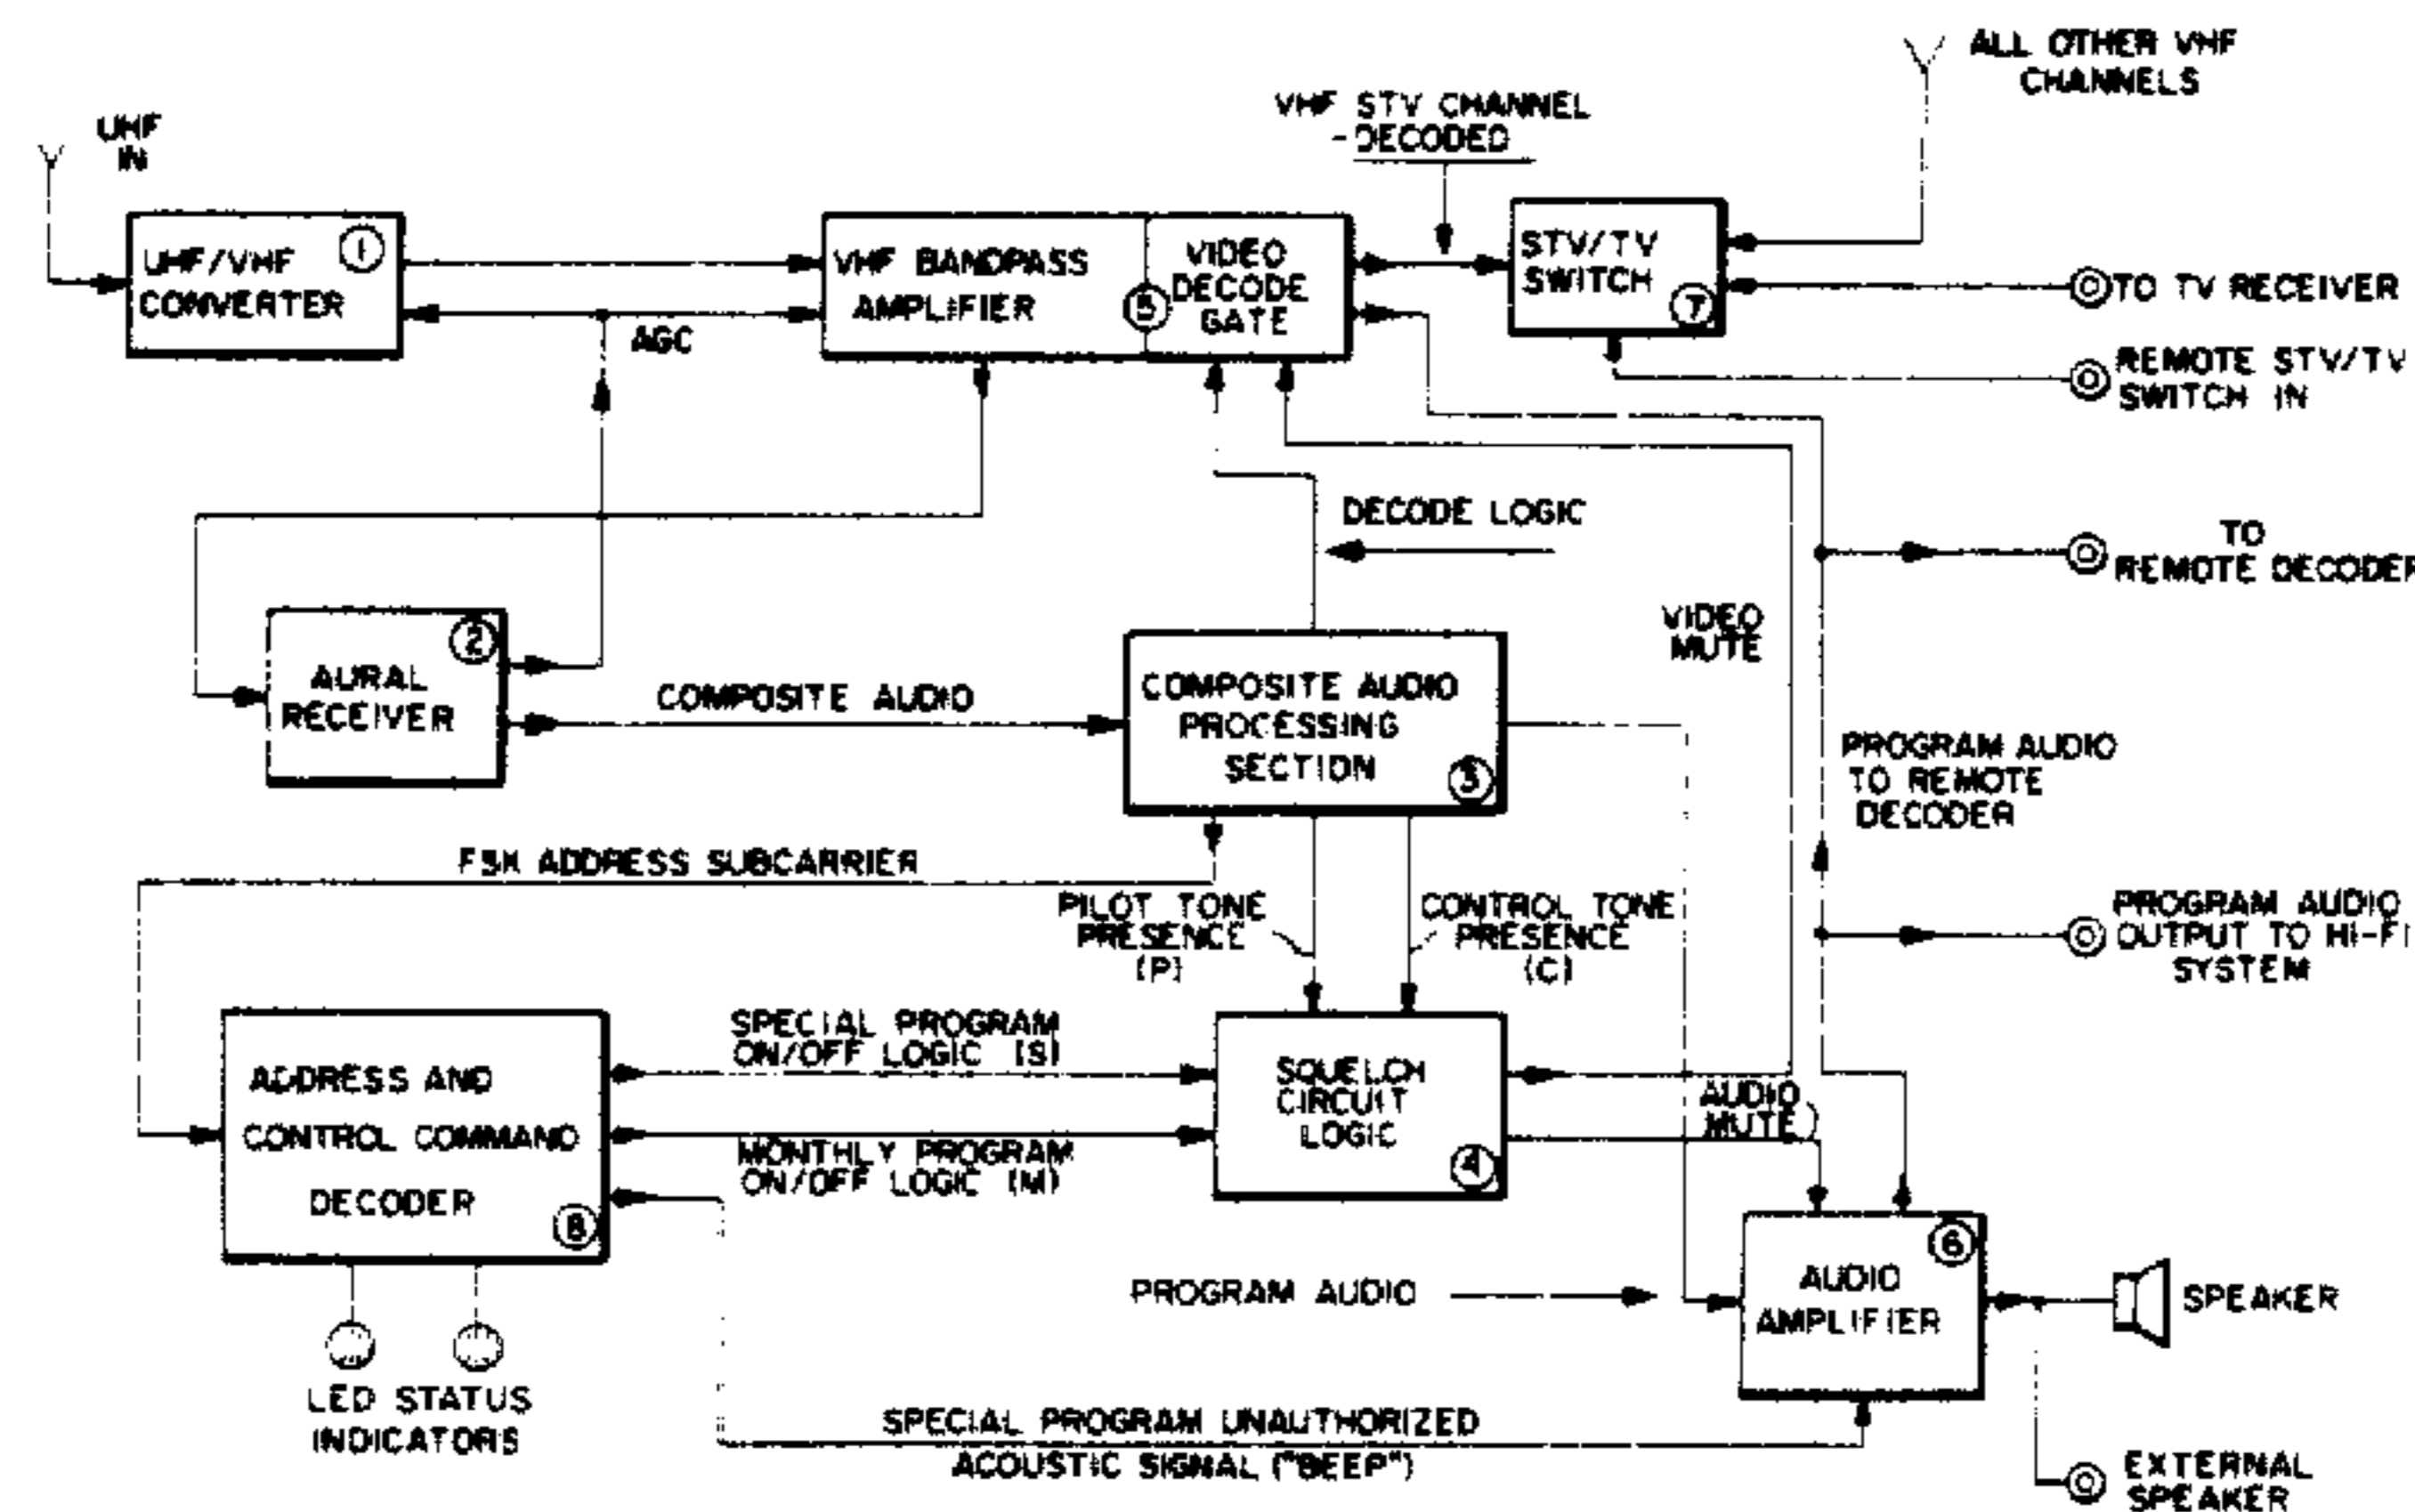 ALL OTHER VHF
CHANNELS
UHF
IN
VHF STV CHANNEL
-DECODED
UHF/VHF
CONVERTER
1
VHF BANDPASS
AMPLIFIER
5
VIDEO
DECODE
GATE
STV/TV
SWITCH
7
TO TV RECEIVER
AGC
REMOTE STV/TV
SWITCH IN
DECODE LOGIC
TO
REMOTE DECODER
VIDEO
MUTE
2
AURAL
RECEIVER
COMPOSITE AUDIO
COMPOSITE AUDIO
PROCESSING
SECTION
3
PROGRAM AUDIO
TO REMOTE
DECODER
FSK ADDRESS SUBCARRIER
PILOT TONE
PRESENCE
(P)
CONTROL TONE
PRESENCE
(C)
PROGRAM AUDIO
OUTPUT TO HI-FI
SYSTEM
ADDRESS AND
CONTROL COMMAND
DECODER
8
SPECIAL PROGRAM
ON/OFF LOGIC (S)
MONTHLY PROGRAM
ON/OFF LOGIC (M)
SQUELCH
CIRCUIT
LOGIC
4
AUDIO
MUTE
6
AUDIO
AMPLIFIER
PROGRAM AUDIO
SPEAKER
LED STATUS
INDICATORS
SPECIAL PROGRAM UNAUTHORIZED
ACOUSTIC SIGNAL ("BEEP")
EXTERNAL
SPEAKER